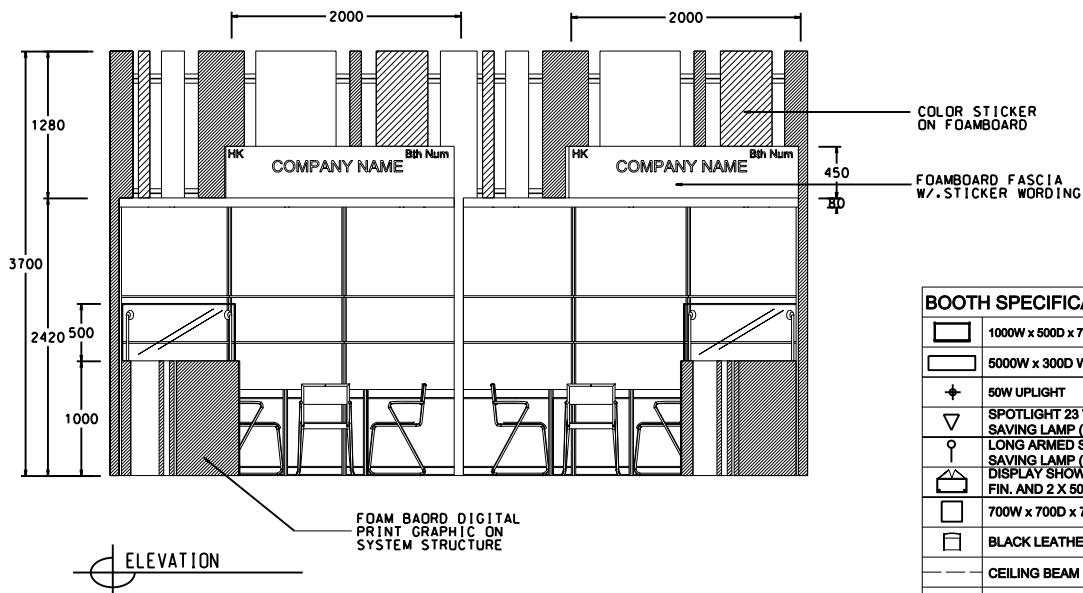 2000
2000
1280
3700
2420
500
1000
HK
Bth Num
COMPANY NAME
HK
Bth Num
COMPANY NAME
450
80
COLOR STICKER
ON FOAMBOARD
FOAMBOARD FASCIA
W/.STICKER WORDING
FOAM BAORD DIGITAL
PRINT GRAPHIC ON
SYSTEM STRUCTURE
ELEVATION
BOOTH SPECIFICA
1000W x 500D x 7
5000W x 300D W
50W UPLIGHT
SPOTLIGHT 23
SAVING LAMP (
LONG ARMED S
SAVING LAMP (
DISPLAY SHOW
FIN. AND 2 X 50
700W x 700D x 7
BLACK LEATHE
CEILING BEAM